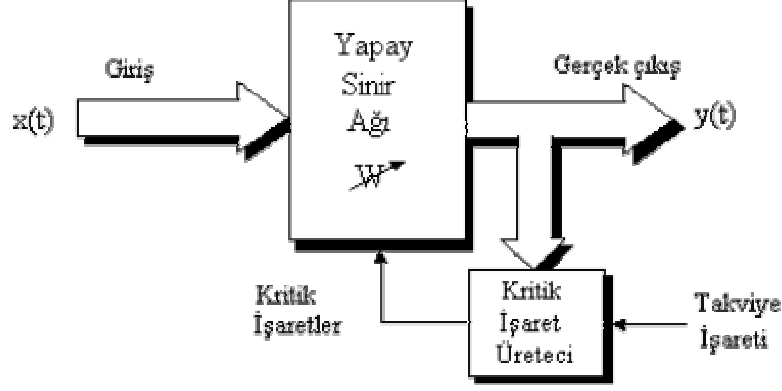 Giriş
x(t)
Yapay
Sinir
Ağı
W
Gerçek çıkış
y(t)
Kritik
İşaretler
Kritik
İşaret
Üreteci
Takviye
İşareti